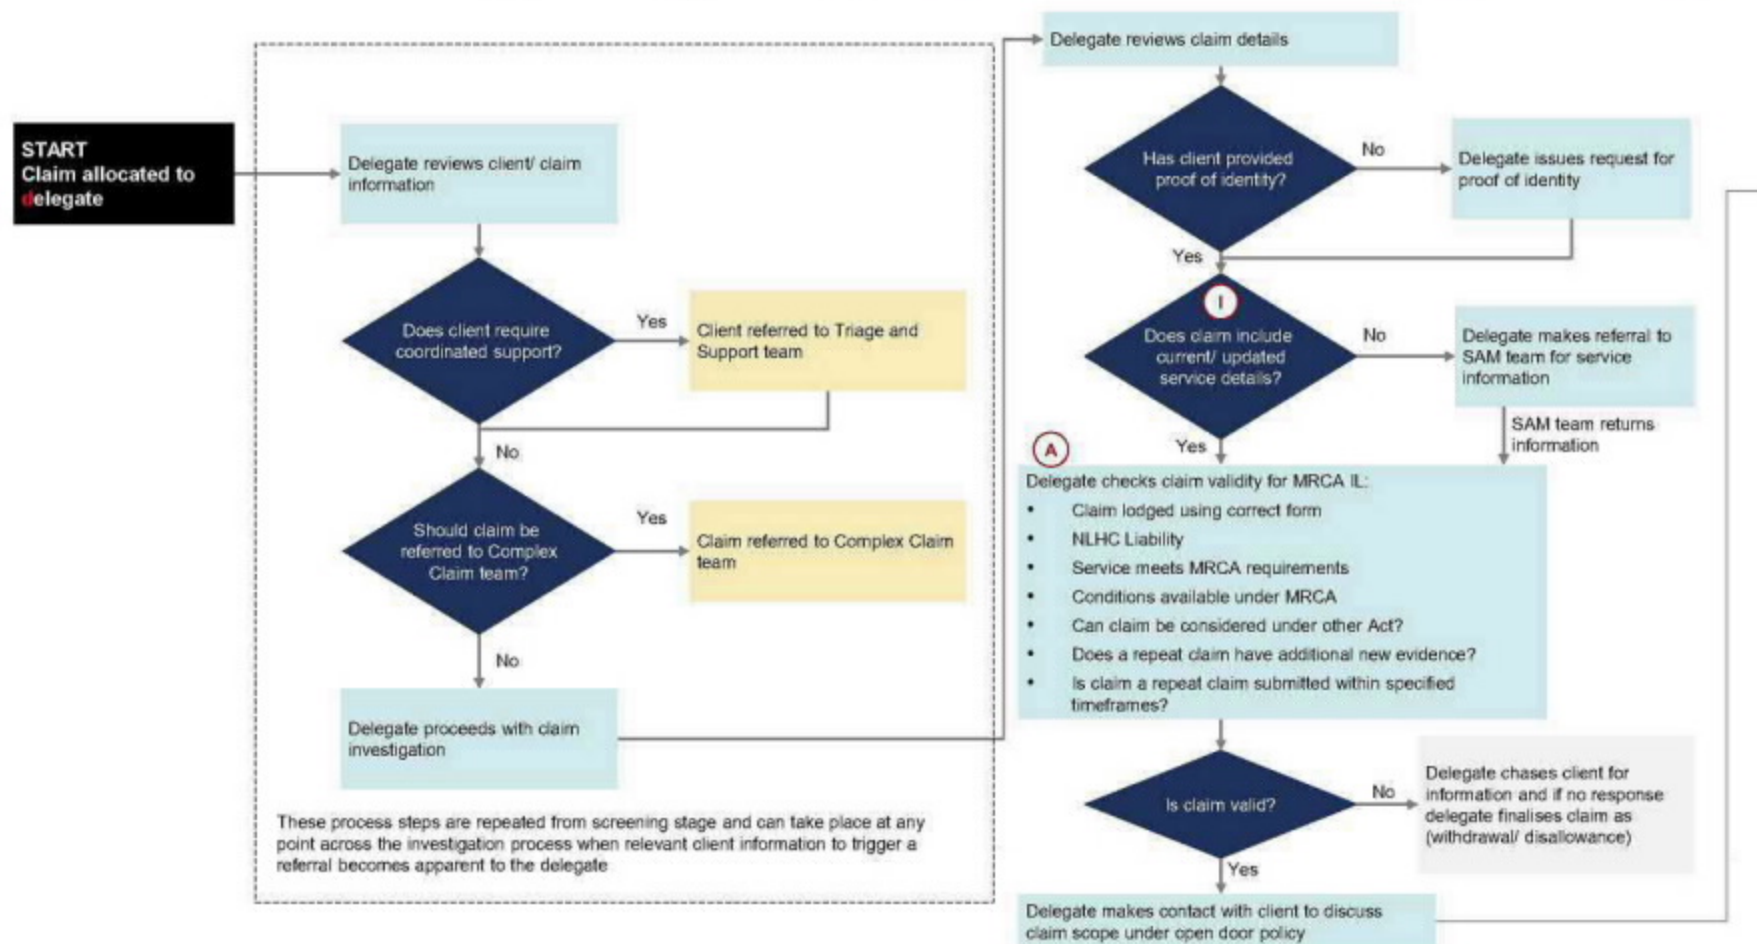 START
Claim allocated to
delegate
Delegate reviews client/ claim
information
Does client require
coordinated support?
Yes
Client referred to Triage and
Support team
No
Should claim be
referred to Complex
Claim team?
Yes
Claim referred to Complex Claim
team
No
Delegate proceeds with claim
investigation
These process steps are repeated from screening stage and can take place at any
point across the investigation process when relevant client information to trigger a
referral becomes apparent to the delegate
Delegate reviews claim details
Has client provided
proof of identity?
No
Delegate issues request for
proof of identity
Yes
I
Does claim include
current/ updated
service details?
No
Delegate makes referral to
SAM team for service
information
SAM team returns
information
Yes
A
Delegate checks claim validity for MRCA IL:
• Claim lodged using correct form
• NLHC Liability
• Service meets MRCA requirements
• Conditions available under MRCA
• Can claim be considered under other Act?
• Does a repeat claim have additional new evidence?
• Is claim a repeat claim submitted within specified
timeframes?
Is claim valid?
No
Delegate chases client for
information and if no response
delegate finalises claim as
(withdrawal/ disallowance)
Yes
Delegate makes contact with client to discuss
claim scope under open door policy